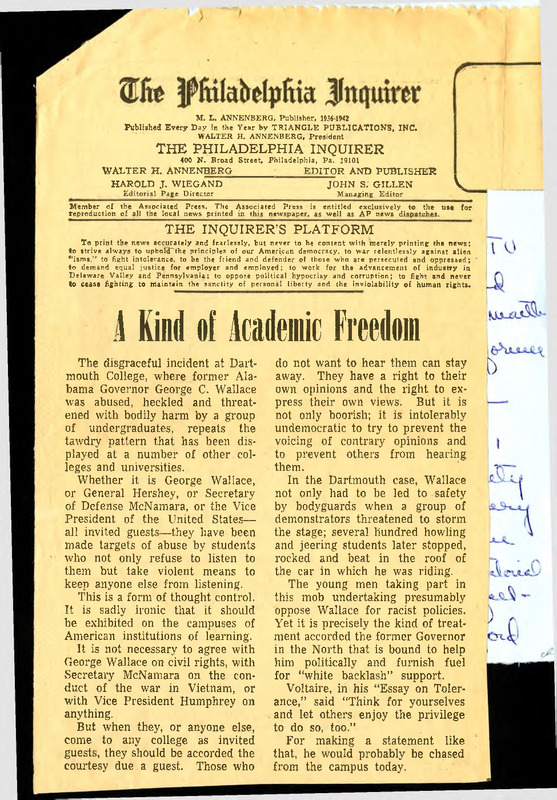 The Philadelphia Inquirer
M. L. ANNENBERG, Publisher, 1936-1942
Published Every Day in the Year by TRIANGLE PUBLICATIONS, INC.
WALTER H. ANNENBERG, President
THE PHILADELPHIA INQUIRER
400 N. Broad Street, Philadelphia, Pa. 19101
WALTER H. ANNENBERG EDITOR AND PUBLISHER
HAROLD J. WIEGAND JOHN S. GILLEN
Editorial Page Director Managing Editor
Member of the Associated Press. The Associated Press is entitled exclusively to the use for
reproduction of all the local news printed in this newspaper, as well as AP news dispatches.
THE INQUIRER'S PLATFORM
To print the news accurately and fearlessly, but never to be content with merely printing the news;
to strive always to uphold the principles of our American democracy, to war relentlessly against alien
"isms," to fight intolerance, to be the friend and defender of those who are persecuted and oppressed;
to demand equal justice for employer and employed; to work for the advancement of industry in
Delaware Valley and Pennsylvania; to oppose political hypocrisy and corruption; to fight and never
to cease fighting to maintain the sanctity of personal liberty and the inviolability of human rights.
A Kind of Academic Freedom
The disgraceful incident at Dart-
mouth College, where former Ala-
bama Governor George C. Wallace
was abused, heckled and threat-
ened with bodily harm by a group
of undergraduates, repeats the
tawdry pattern that has been dis-
played at a number of other col-
leges and universities.
Whether it is George Wallace,
or General Hershey, or Secretary
of Defense McNamara, or the Vice
President of the United States—
all invited guests—they have been
made targets of abuse by students
who not only refuse to listen to
them but take violent means to
keep anyone else from listening.
This is a form of thought control.
It is sadly ironic that it should
be exhibited on the campuses of
American institutions of learning.
It is not necessary to agree with
George Wallace on civil rights, with
Secretary McNamara on the con-
duct of the war in Vietnam, or
with Vice President Humphrey on
anything.
But when they, or anyone else,
come to any college as invited
guests, they should be accorded the
courtesy due a guest. Those who
do not want to hear them can stay
away. They have a right to their
own opinions and the right to ex-
press their own views. But it is
not only boorish; it is intolerably
undemocratic to try to prevent the
voicing of contrary opinions and
to prevent others from hearing
them.
In the Dartmouth case, Wallace
not only had to be led to safety
by bodyguards when a group of
demonstrators threatened to storm
the stage; several hundred howling
and jeering students later stopped,
rocked and beat in the roof of
the car in which he was riding.
The young men taking part in
this mob undertaking presumably
oppose Wallace for racist policies.
Yet it is precisely the kind of treat-
ment accorded the former Governor
in the North that is bound to help
him politically and furnish fuel
for "white backlash" support.
Voltaire, in his "Essay on Toler-
ance," said "Think for yourselves
and let others enjoy the privilege
to do so, too."
For making a statement like
that, he would probably be chased
from the campus today.